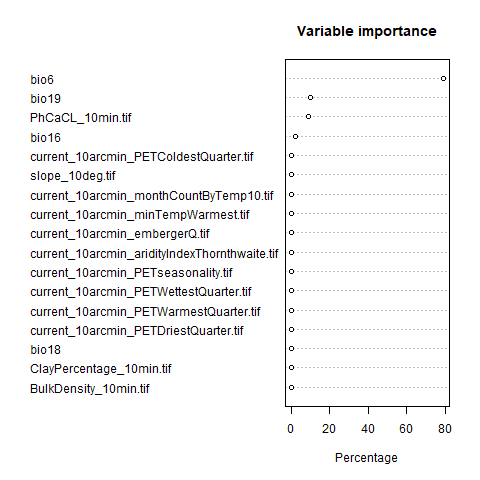 Variable importance
bio6
bio19
PhCaCL_10min.tif
bio16
current_10arcmin_PETColdestQuarter.tif
slope_10deg.tif
current_10arcmin_monthCountByTemp10.tif
current_10arcmin_minTempWarmest.tif
current_10arcmin_embergerQ.tif
current_10arcmin_aridityIndexThornthwaite.tif
current_10arcmin_PETseasonality.tif
current_10arcmin_PETWettestQuarter.tif
current_10arcmin_PETWarmestQuarter.tif
current_10arcmin_PETDriestQuarter.tif
bio18
ClayPercentage_10min.tif
BulkDensity_10min.tif
0 20 40 60 80
Percentage